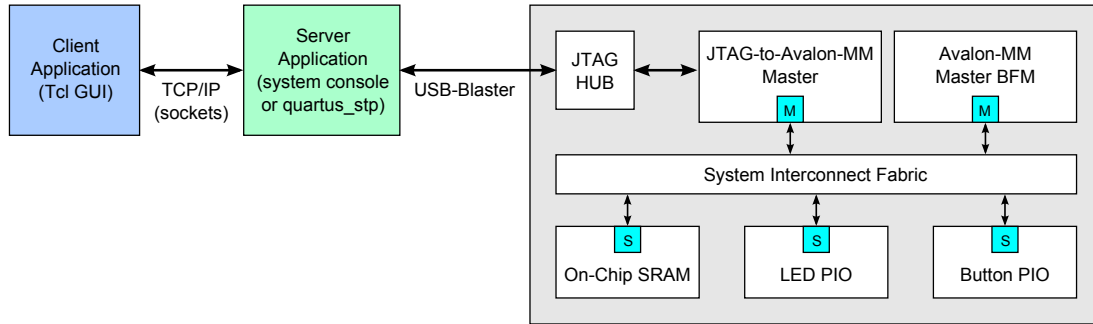 Client
Application
(Tcl GUI)
TCP/IP
(sockets)
Server
Application
(system console
or quartus_stp)
USB-Blaster
JTAG
HUB
JTAG-to-Avalon-MM
Master
M
Avalon-MM
Master BFM
M
System Interconnect Fabric
S
On-Chip SRAM
S
LED PIO
S
Button PIO